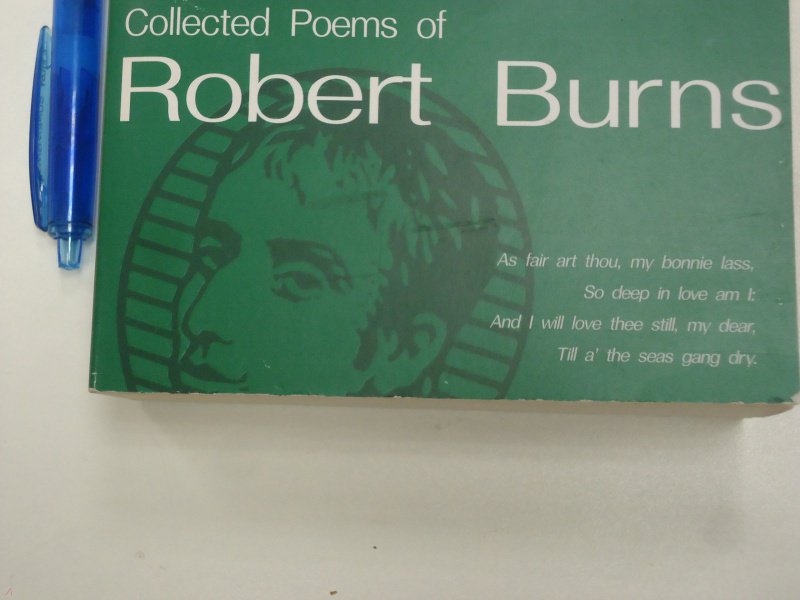 Collected Poems of
Robert Burns
As fair art thou, my bonnie lass,
So deep in love am I:
And I will love thee still, my dear,
Till a' the seas gang dry.